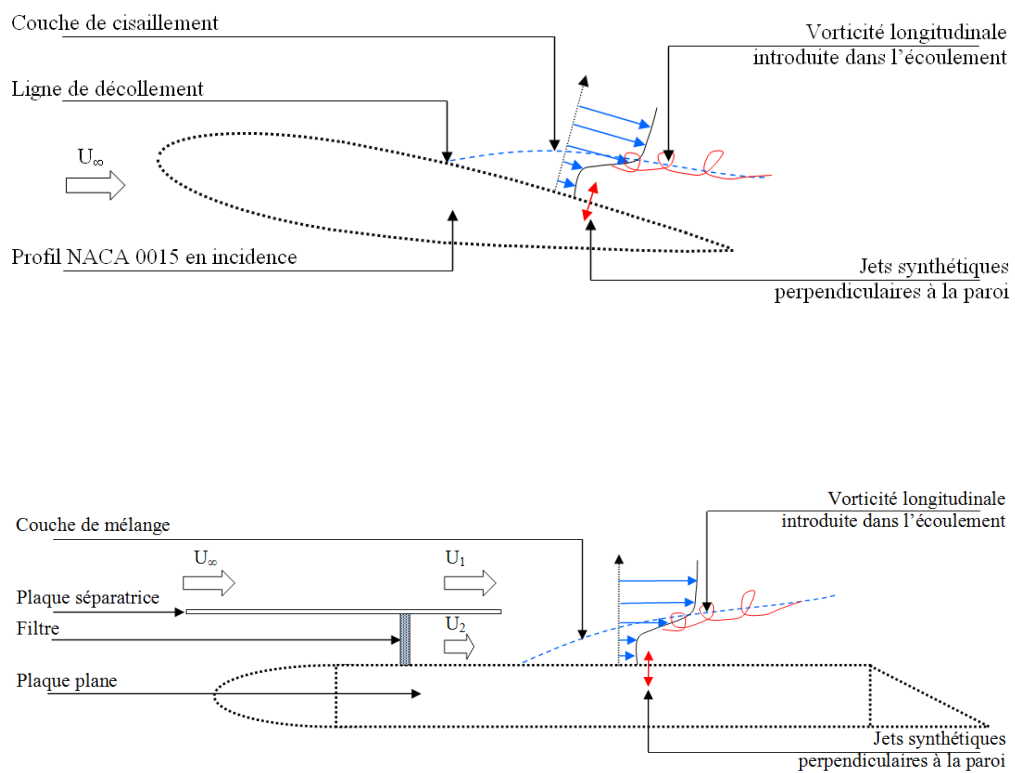 Couche de cisaillement
Vorticité longitudinale
introduite dans l'écoulement
Ligne de décollement
U∞
Profil NACA 0015 en incidence
Jets synthétiques
perpendiculaires à la paroi
Vorticité longitudinale
introduite dans l'écoulement
Couche de mélange
U∞
U1
Plaque séparatrice
U2
Filtre
Plaque plane
Jets synthétiques
perpendiculaires à la paroi